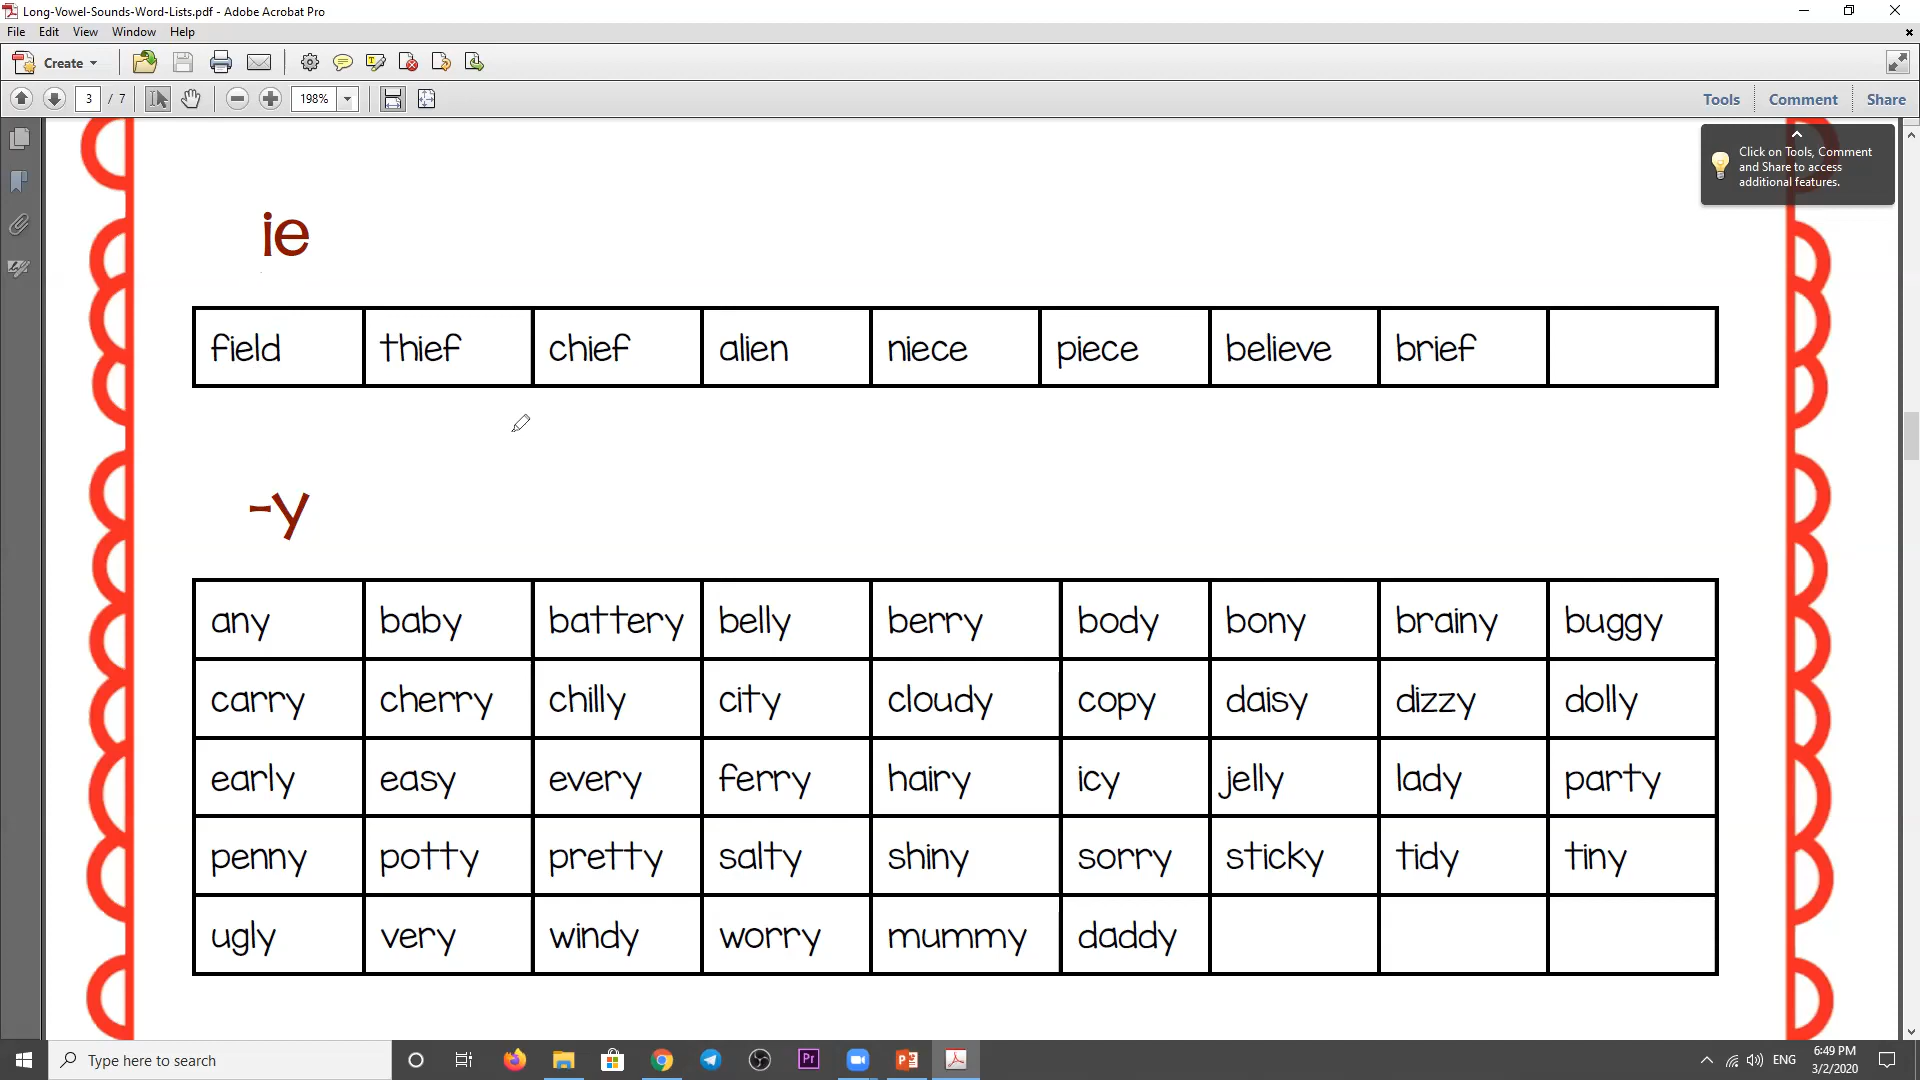 Long-Vowel-Sounds-Word-Lists.pdf - Adobe Acrobat Pro
File Edit View Window Help
Create
3 / 7 198% Tools Comment Share
Click on Tools, Comment
and Share to access
additional features.
ie
field thief chief alien niece piece believe brief
-y
any baby battery belly berry body bony brainy buggy
carry cherry chilly city cloudy copy daisy dizzy dolly
early easy every ferry hairy icy jelly lady party
penny potty pretty salty shiny sorry sticky tidy tiny
ugly very windy worry mummy daddy
Type here to search
Pr
ENG
6:49 PM
3/2/2020